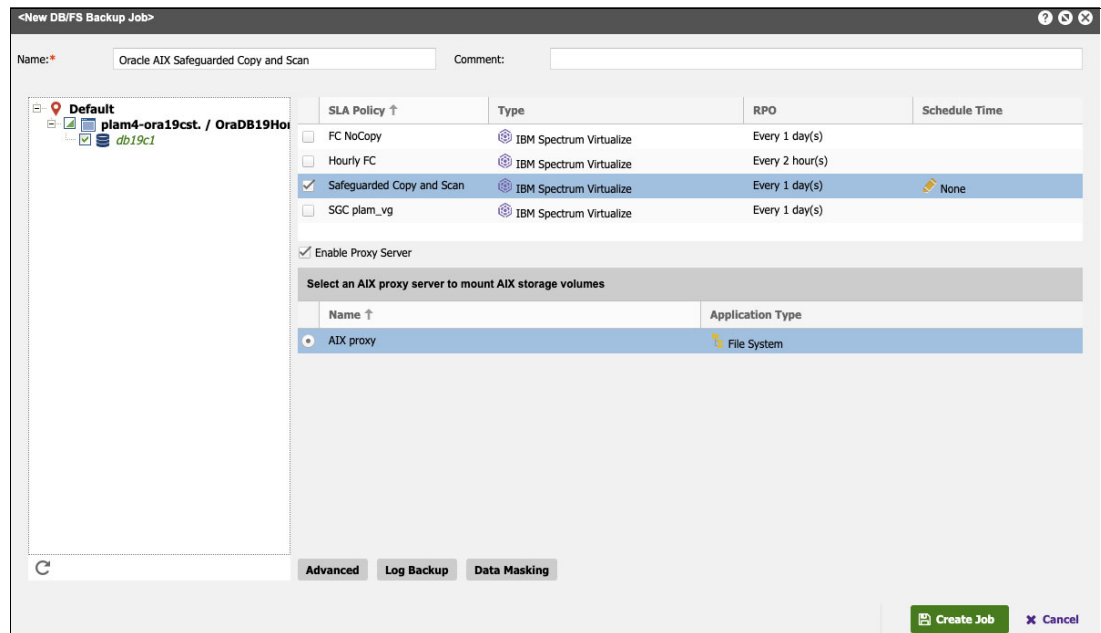 <New DB/FS Backup Job>
Name:* Oracle AIX Safeguarded Copy and Scan Comment:
Default
plam4-ora19cst. / OraDB19Hor
db19c1
SLA Policy ↑ Type RPO Schedule Time
FC NoCopy IBM Spectrum Virtualize Every 1 day(s)
Hourly FC IBM Spectrum Virtualize Every 2 hour(s)
Safeguarded Copy and Scan IBM Spectrum Virtualize Every 1 day(s) None
SGC plam_vg IBM Spectrum Virtualize Every 1 day(s)
Enable Proxy Server
Select an AIX proxy server to mount AIX storage volumes
Name ↑ Application Type
AIX proxy File System
Advanced Log Backup Data Masking
Create Job Cancel